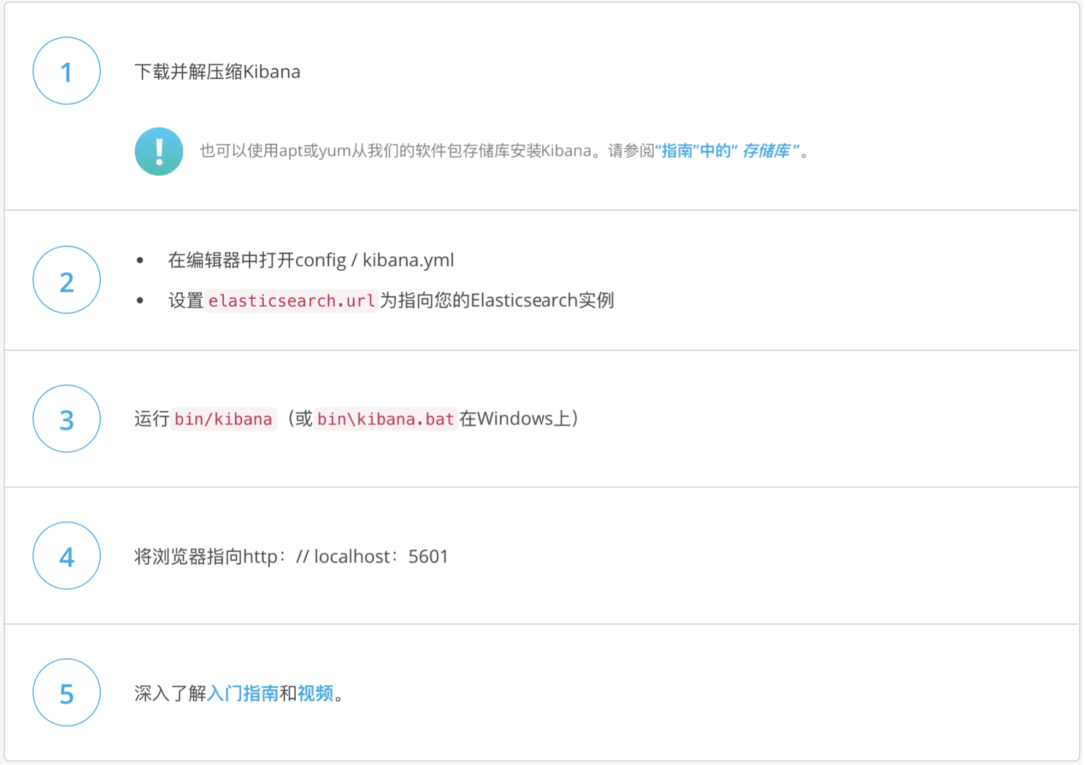 1
下载并解压缩Kibana
!
也可以使用apt或yum从我们的软件包存储库安装Kibana。请参阅“指南”中的“ 存储库 ”。
2
• 在编辑器中打开config / kibana.yml
• 设置elasticsearch.url为指向您的Elasticsearch实例
3
运行bin/kibana（或bin\kibana.bat在Windows上）
4
将浏览器指向http：// localhost：5601
5
深入了解入门指南和视频。